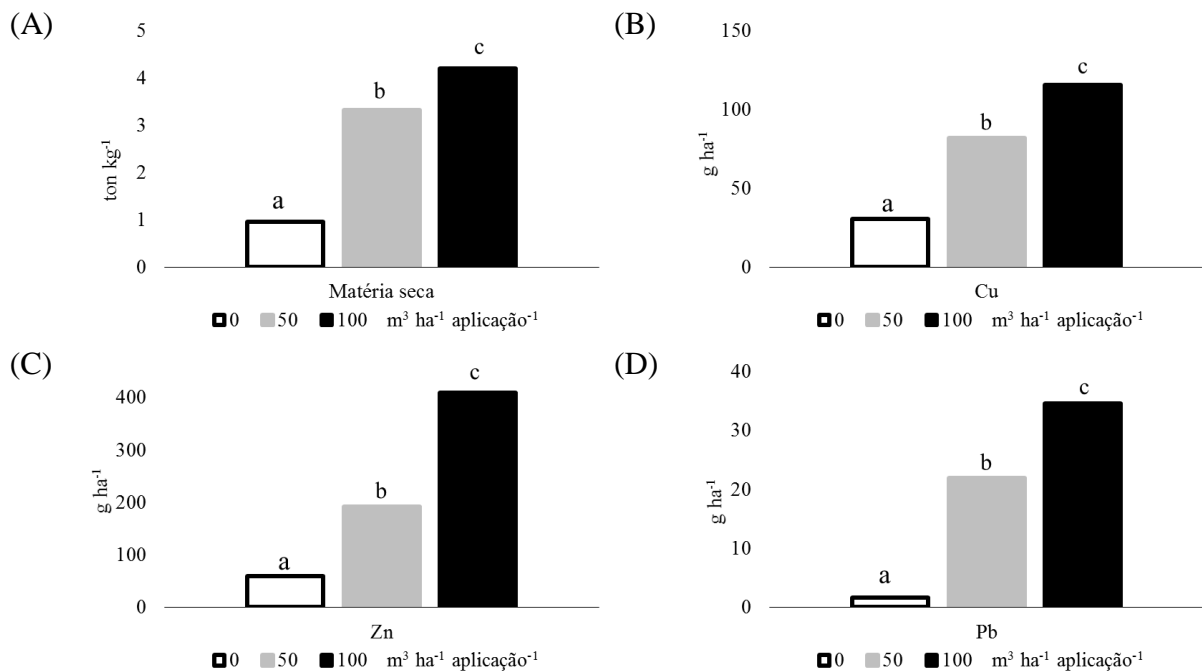 (A)
5
4
3
2
1
0
ton kg⁻¹
a
b
c
Matéria seca
0 50 100 m³ ha⁻¹ aplicação⁻¹
(B)
150
100
50
0
g ha⁻¹
a
b
c
Cu
0 50 100 m³ ha⁻¹ aplicação⁻¹
(C)
400
300
200
100
0
g ha⁻¹
a
b
c
Zn
0 50 100 m³ ha⁻¹ aplicação⁻¹
(D)
40
30
20
10
0
g ha⁻¹
a
b
c
Pb
0 50 100 m³ ha⁻¹ aplicação⁻¹